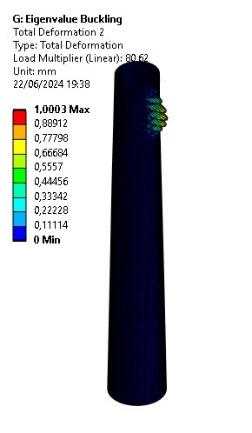 G: Eigenvalue Buckling
Total Deformation 2
Type: Total Deformation
Load Multiplier (Linear): 80,62
Unit: mm
22/06/2024 19:38
1,0003 Max
0,88912
0,77798
0,66684
0,5557
0,44456
0,33342
0,22228
0,11114
0 Min